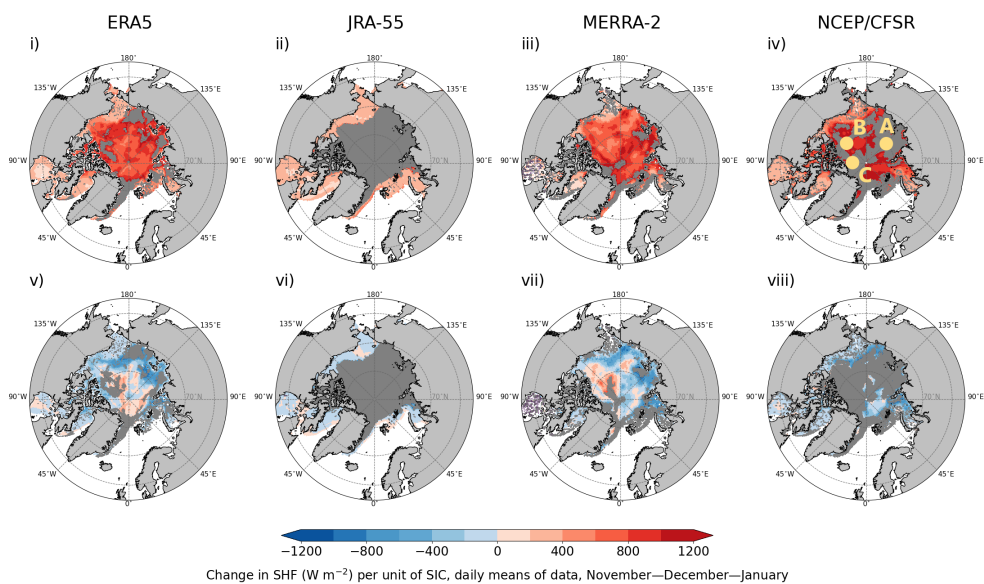 ERA5 JRA-55 MERRA-2 NCEP/CFSR
i) ii) iii) iv)
180° 180° 180° 180°
135°W 135°E 135°W 135°E 135°W 135°E 135°W 135°E
B A
90°W 70°N 90°E 90°W 70°N 90°E 90°W 70°N 90°E 90°W 70°N 90°E
C
45°W 45°E 45°W 45°E 45°W 45°E 45°W 45°E
0° 0° 0° 0°
v) vi) vii) viii)
180° 180° 180° 180°
135°W 135°E 135°W 135°E 135°W 135°E 135°W 135°E
90°W 70°N 90°E 90°W 70°N 90°E 90°W 70°N 90°E 90°W 70°N 90°E
45°W 45°E 45°W 45°E 45°W 45°E 45°W 45°E
0° 0° 0° 0°
−1200 −800 −400 0 400 800 1200
Change in SHF (W m⁻²) per unit of SIC, daily means of data, November—December—January